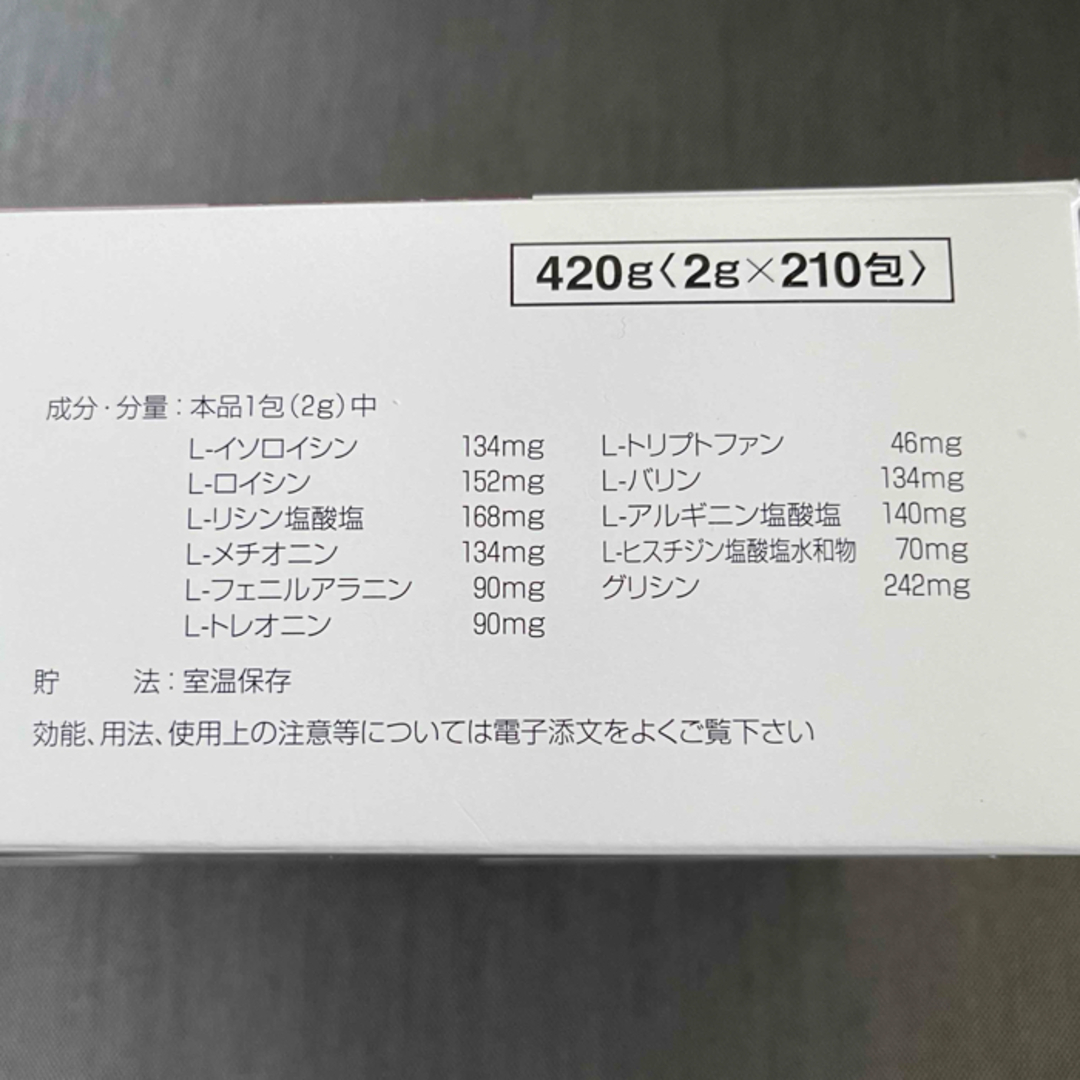 420g〈2g×210包〉
成分・分量：本品1包（2g）中
L-イソロイシン 134mg L-トリプトファン 46mg
L-ロイシン 152mg L-バリン 134mg
L-リシン塩酸塩 168mg L-アルギニン塩酸塩 140mg
L-メチオニン 134mg L-ヒスチジン塩酸塩水和物 70mg
L-フェニルアラニン 90mg グリシン 242mg
L-トレオニン 90mg
貯 法：室温保存
効能、用法、使用上の注意等については電子添文をよくご覧下さい